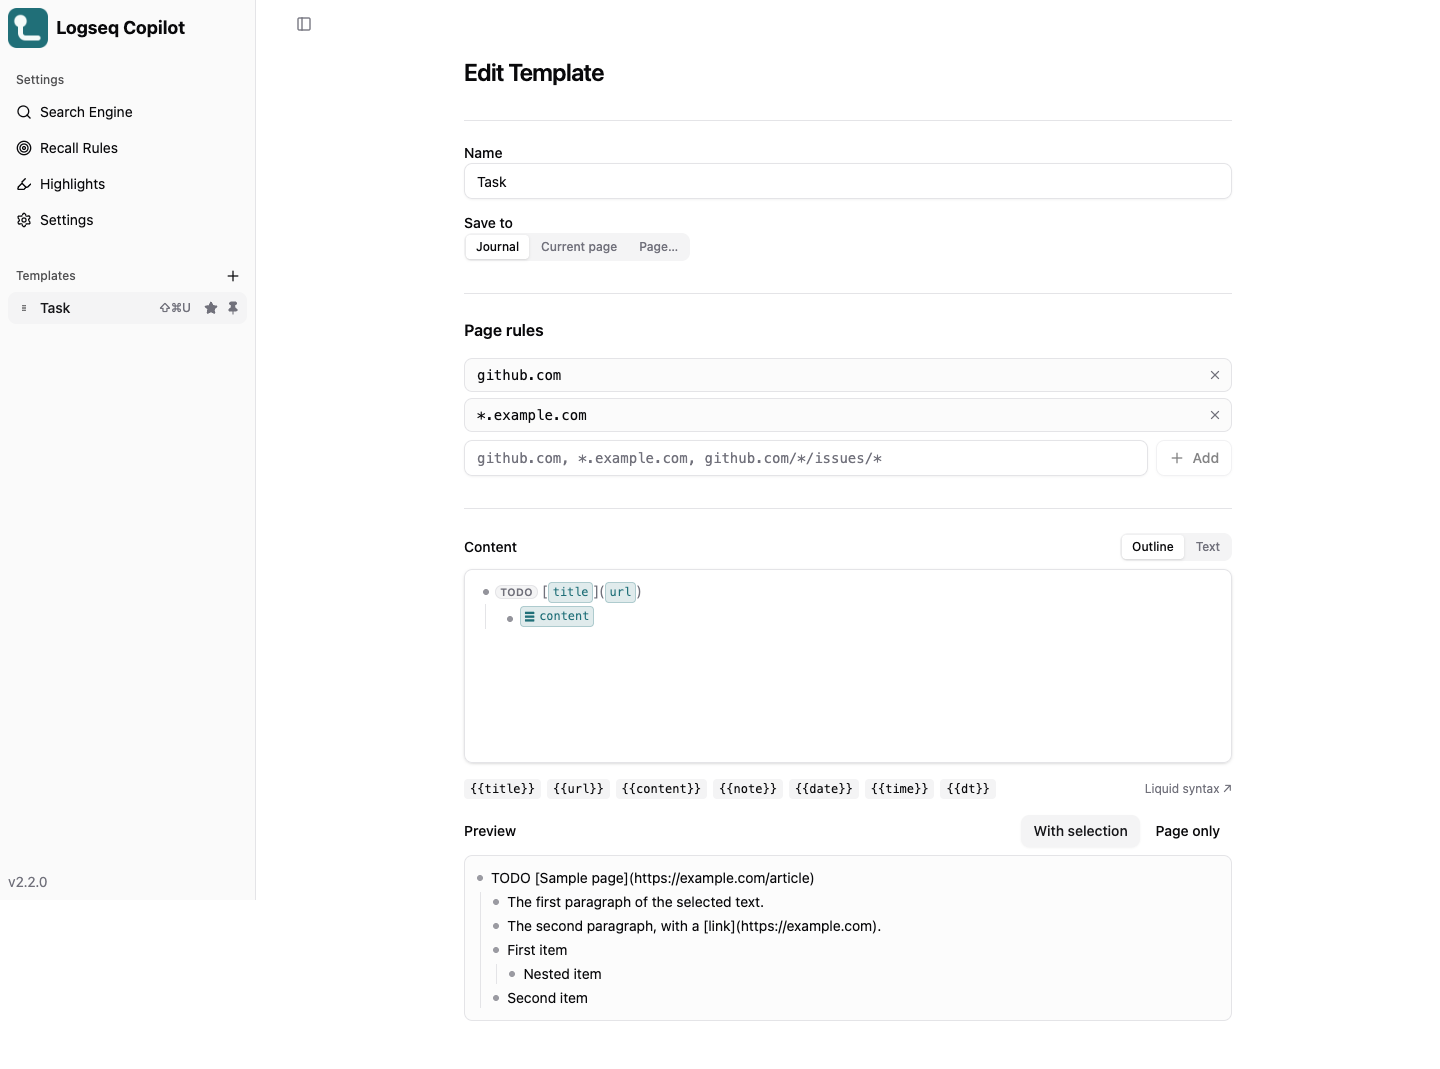 Logseq Copilot
Settings
Search Engine
Recall Rules
Highlights
Settings
Templates
Task ⇧⌘U
v2.2.0
Edit Template
Name
Task
Save to
Journal Current page Page...
Page rules
github.com
*.example.com
github.com, *.example.com, github.com/*/issues/*
Add
Content
Outline Text
TODO [title](url)
content
{{title}} {{url}} {{content}} {{note}} {{date}} {{time}} {{dt}}
Liquid syntax ↗
Preview
With selection Page only
TODO [Sample page](https://example.com/article)
The first paragraph of the selected text.
The second paragraph, with a [link](https://example.com).
First item
Nested item
Second item